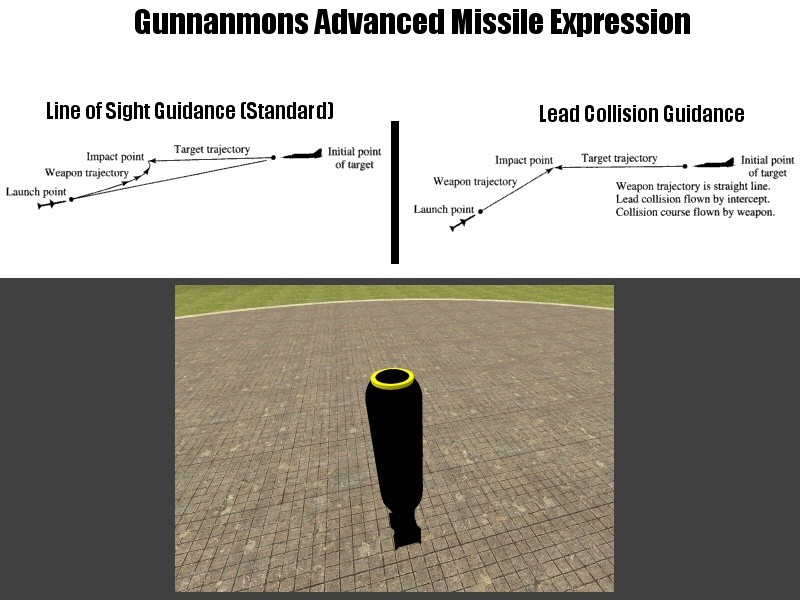 Gunnanmons Advanced Missile Expression
Line of Sight Guidance (Standard)
Impact point
Target trajectory
Initial point
of target
Weapon trajectory
Launch point
Lead Collision Guidance
Impact point
Target trajectory
Initial point
of target
Weapon trajectory
Weapon trajectory is straight line.
Lead collision flown by intercept.
Collision course flown by weapon.
Launch point